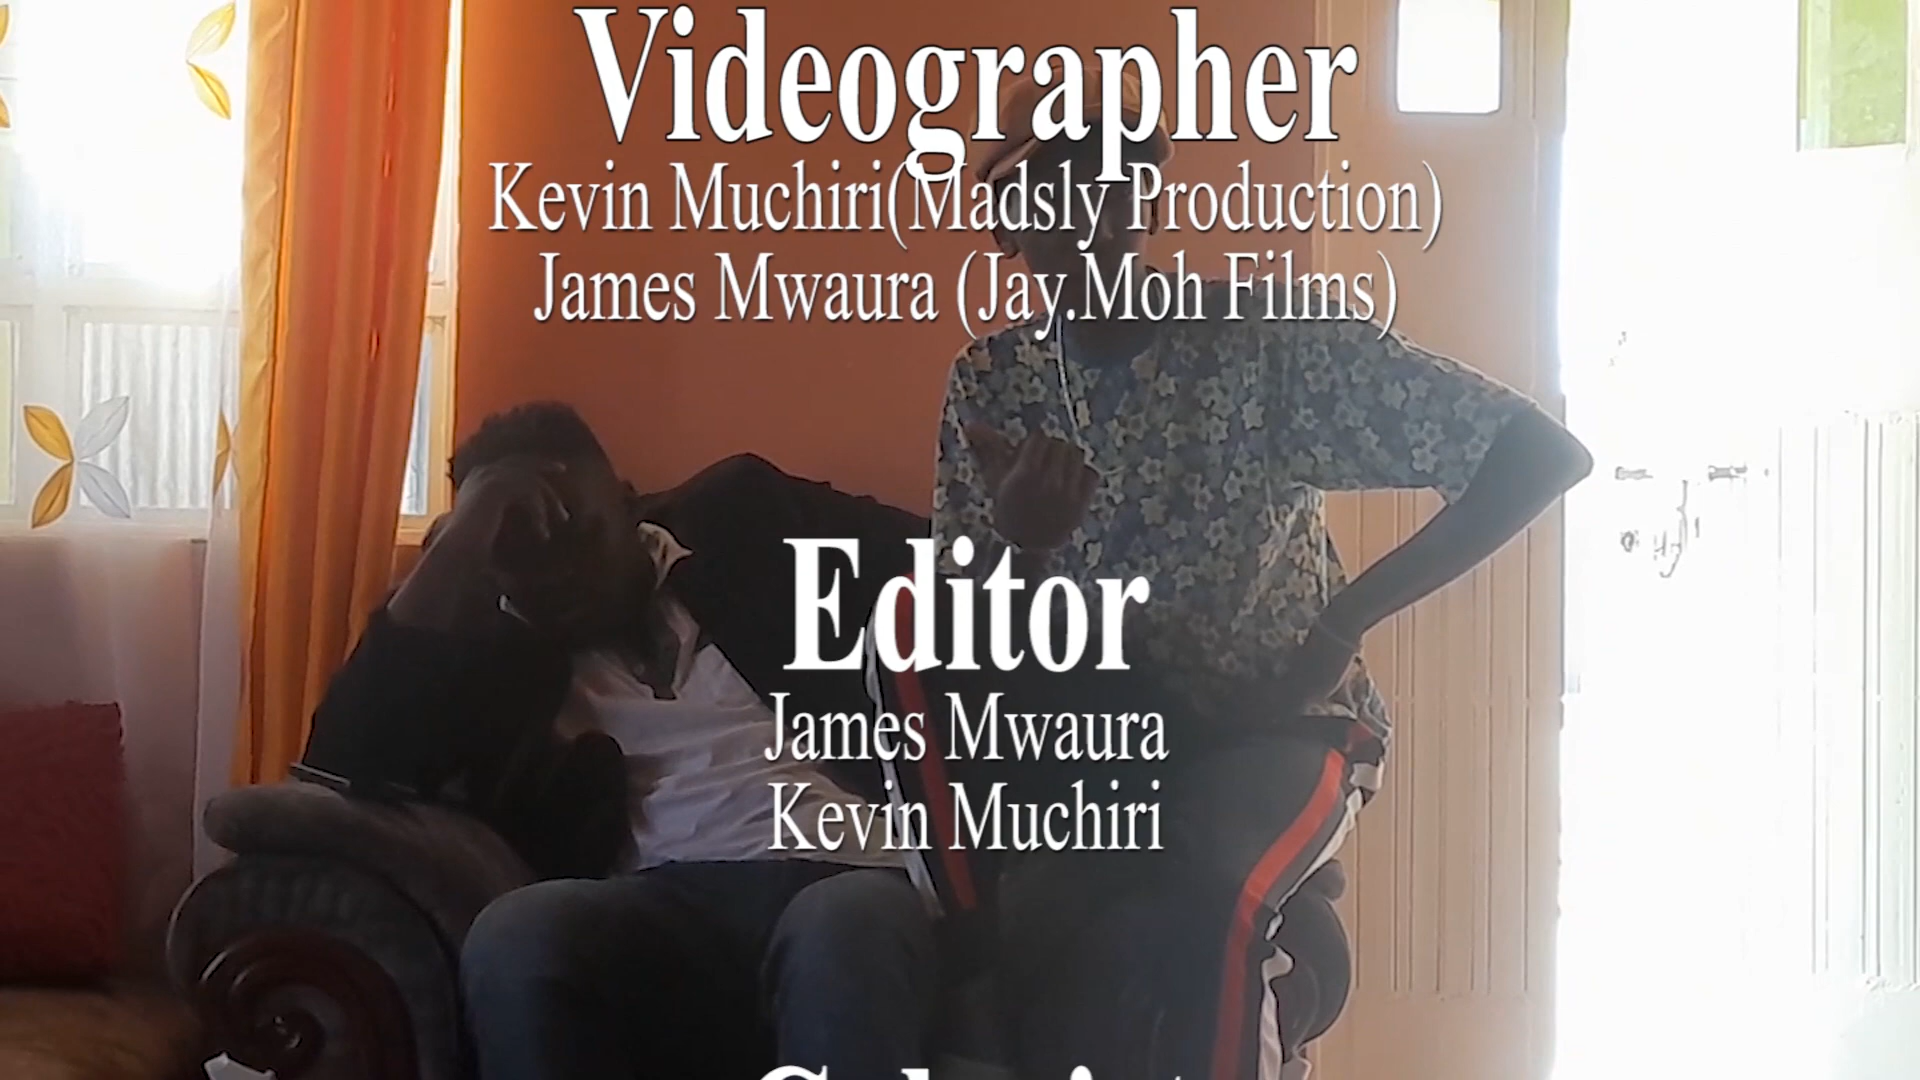 Videographer
Kevin Muchiri(Madsly Production)
James Mwaura (Jay.Moh Films)
Editor
James Mwaura
Kevin Muchiri